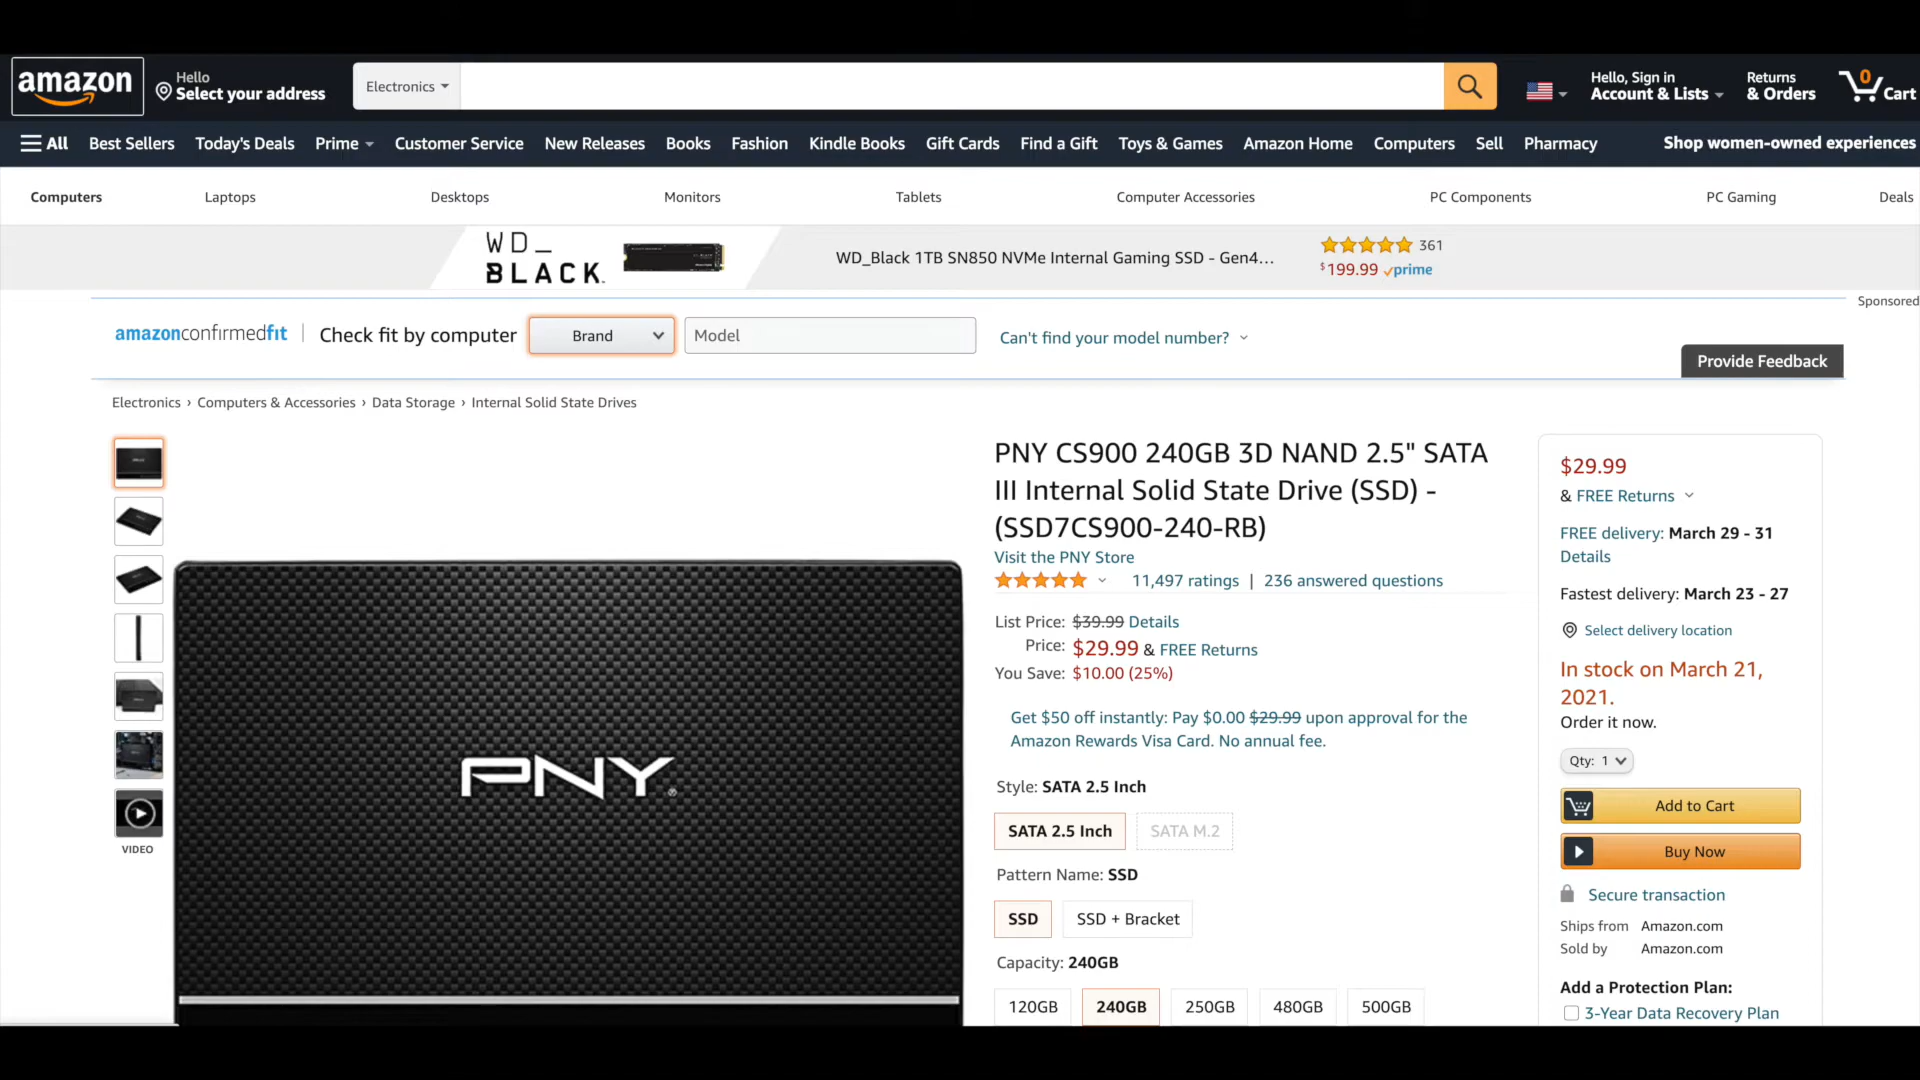 amazon
Hello
Select your address
Electronics
Hello, Sign in
Account & Lists
Returns
& Orders
0
Cart
All
Best Sellers
Today's Deals
Prime
Customer Service
New Releases
Books
Fashion
Kindle Books
Gift Cards
Find a Gift
Toys & Games
Amazon Home
Computers
Sell
Pharmacy
Shop women-owned experiences
Computers
Laptops
Desktops
Monitors
Tablets
Computer Accessories
PC Components
PC Gaming
Deals
WD_
BLACK™
WD_Black 1TB SN850 NVMe Internal Gaming SSD - Gen4...
361
$199.99 prime
Sponsored
amazonconfirmedfit
Check fit by computer
Brand
Model
Can't find your model number?
Provide Feedback
Electronics › Computers & Accessories › Data Storage › Internal Solid State Drives
VIDEO
PNY®
PNY CS900 240GB 3D NAND 2.5" SATA
III Internal Solid State Drive (SSD) -
(SSD7CS900-240-RB)
Visit the PNY Store
11,497 ratings | 236 answered questions
List Price: $39.99 Details
Price: $29.99 & FREE Returns
You Save: $10.00 (25%)
Get $50 off instantly: Pay $0.00 $29.99 upon approval for the
Amazon Rewards Visa Card. No annual fee.
Style: SATA 2.5 Inch
SATA 2.5 Inch
SATA M.2
Pattern Name: SSD
SSD
SSD + Bracket
Capacity: 240GB
120GB
240GB
250GB
480GB
500GB
$29.99
& FREE Returns
FREE delivery: March 29 - 31
Details
Fastest delivery: March 23 - 27
Select delivery location
In stock on March 21,
2021.
Order it now.
Qty: 1
Add to Cart
Buy Now
Secure transaction
Ships from Amazon.com
Sold by Amazon.com
Add a Protection Plan:
3-Year Data Recovery Plan